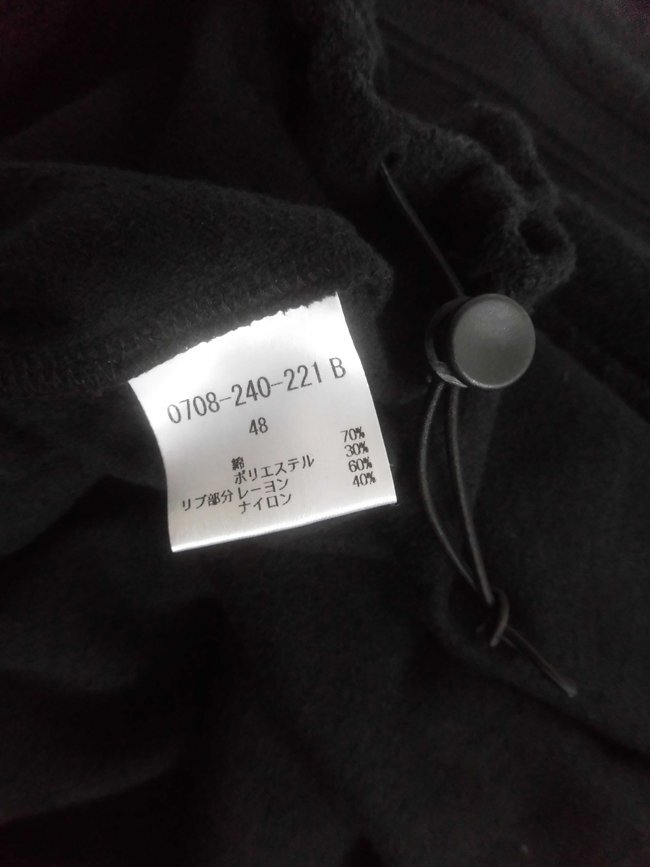 0708-240-221 B
48
綿 70%
ポリエステル 30%
リブ部分 レーヨン 60%
ナイロン 40%